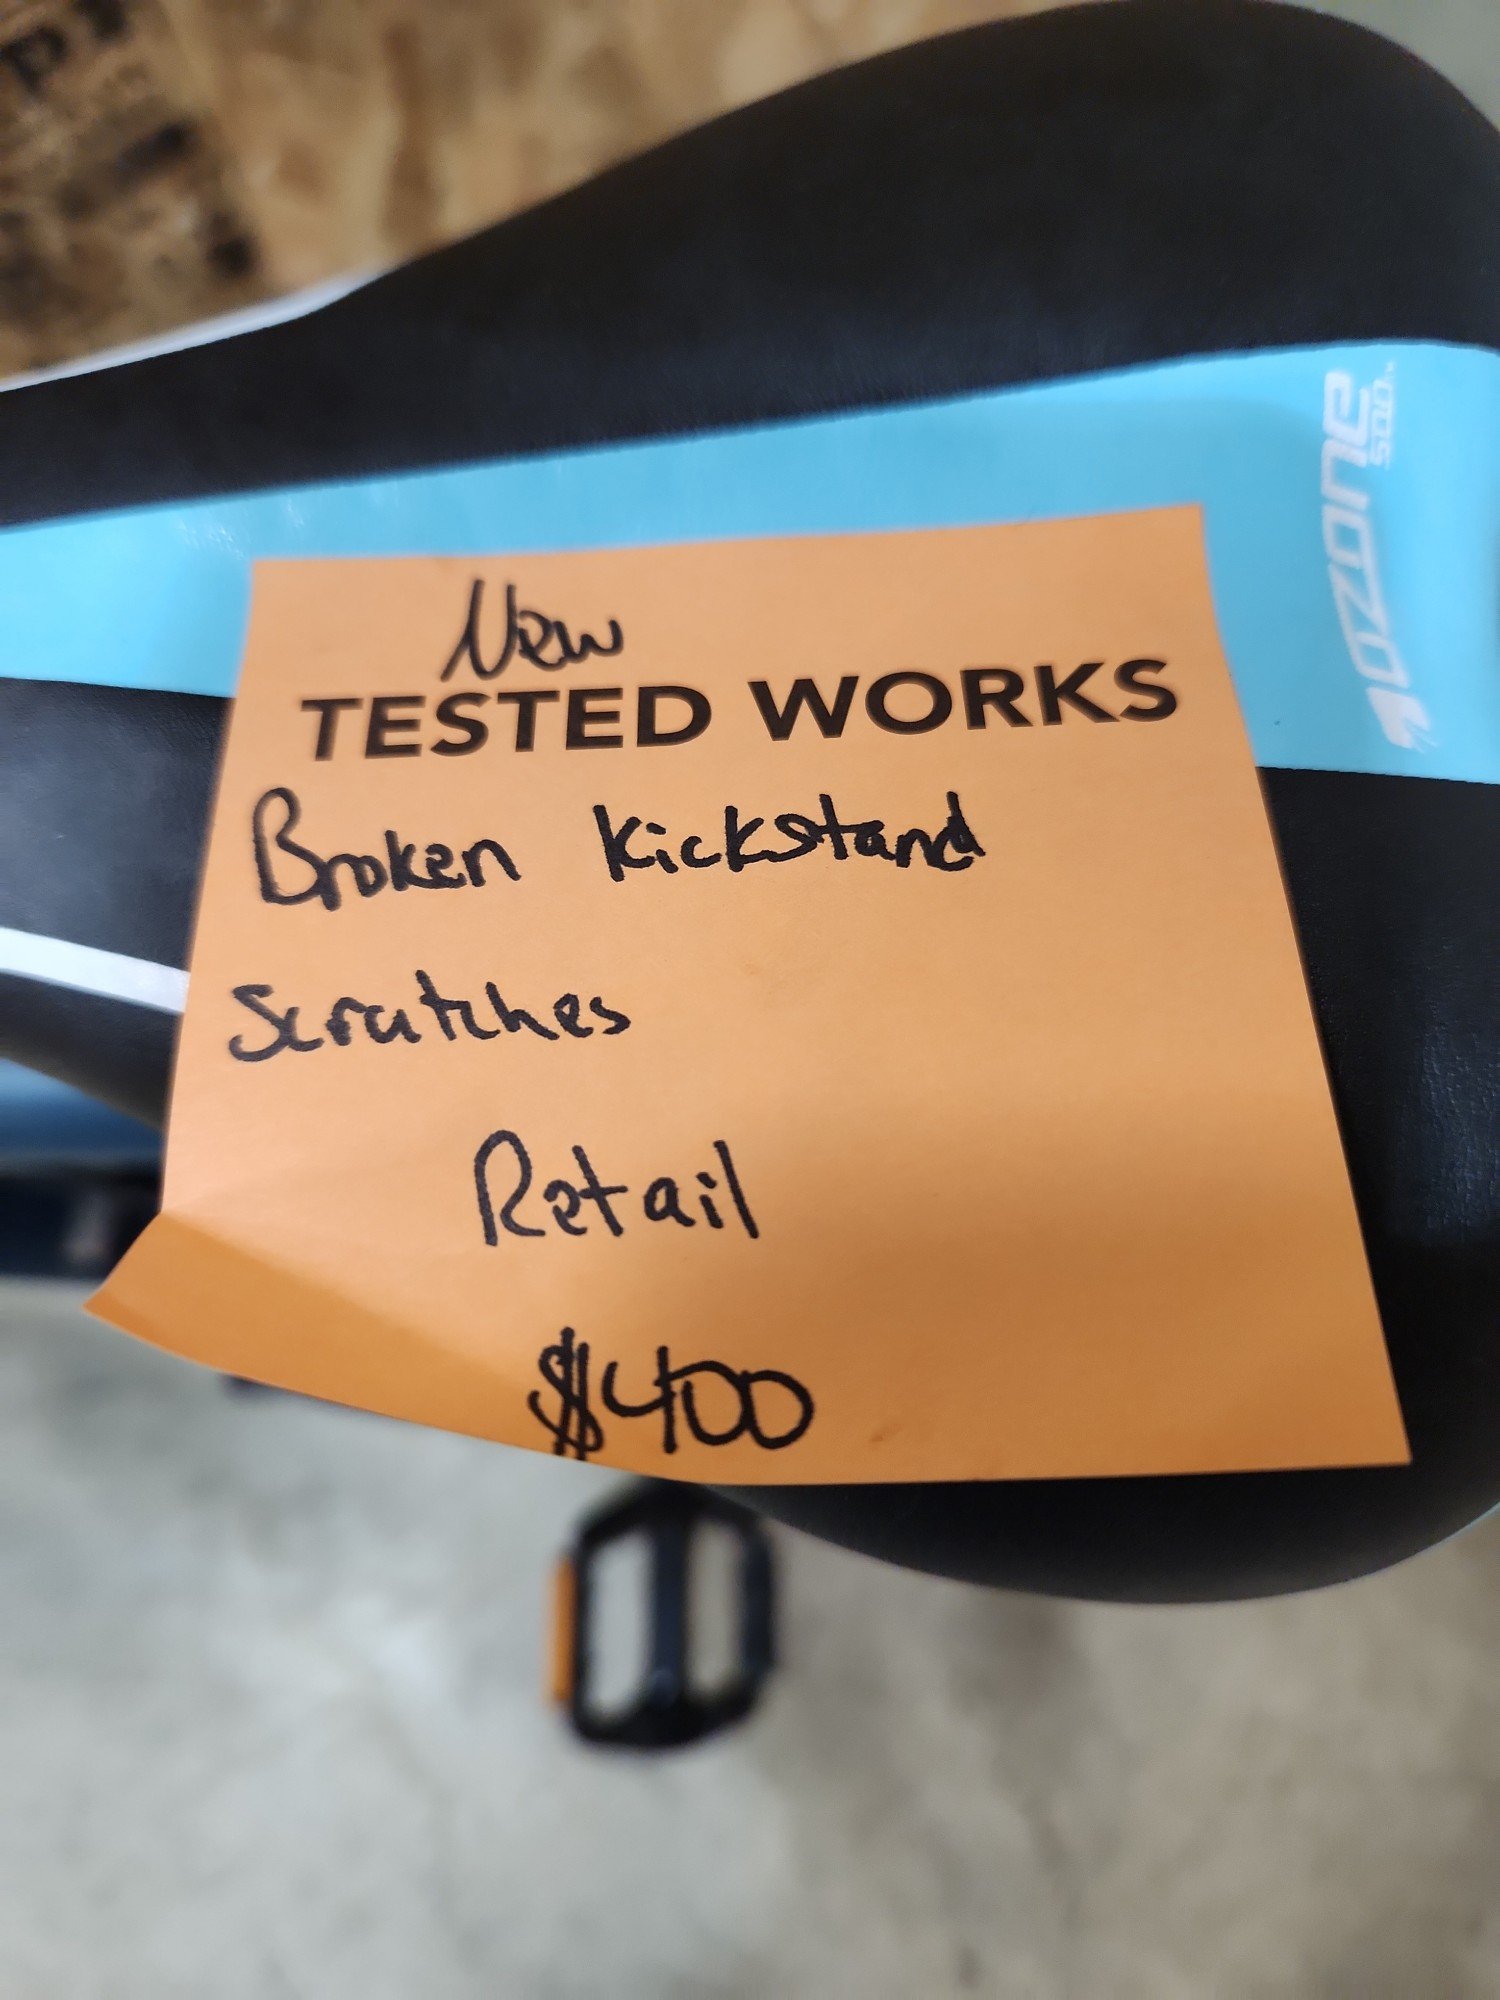 ozone
500
New
TESTED WORKS
Broken Kickstand
Scratches
Retail
$400